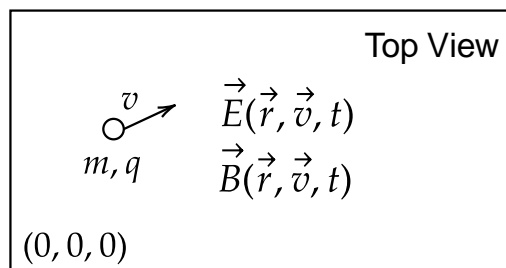 Top View
v
E⃗(r⃗, v⃗, t)
m, q
B⃗(r⃗, v⃗, t)
(0, 0, 0)